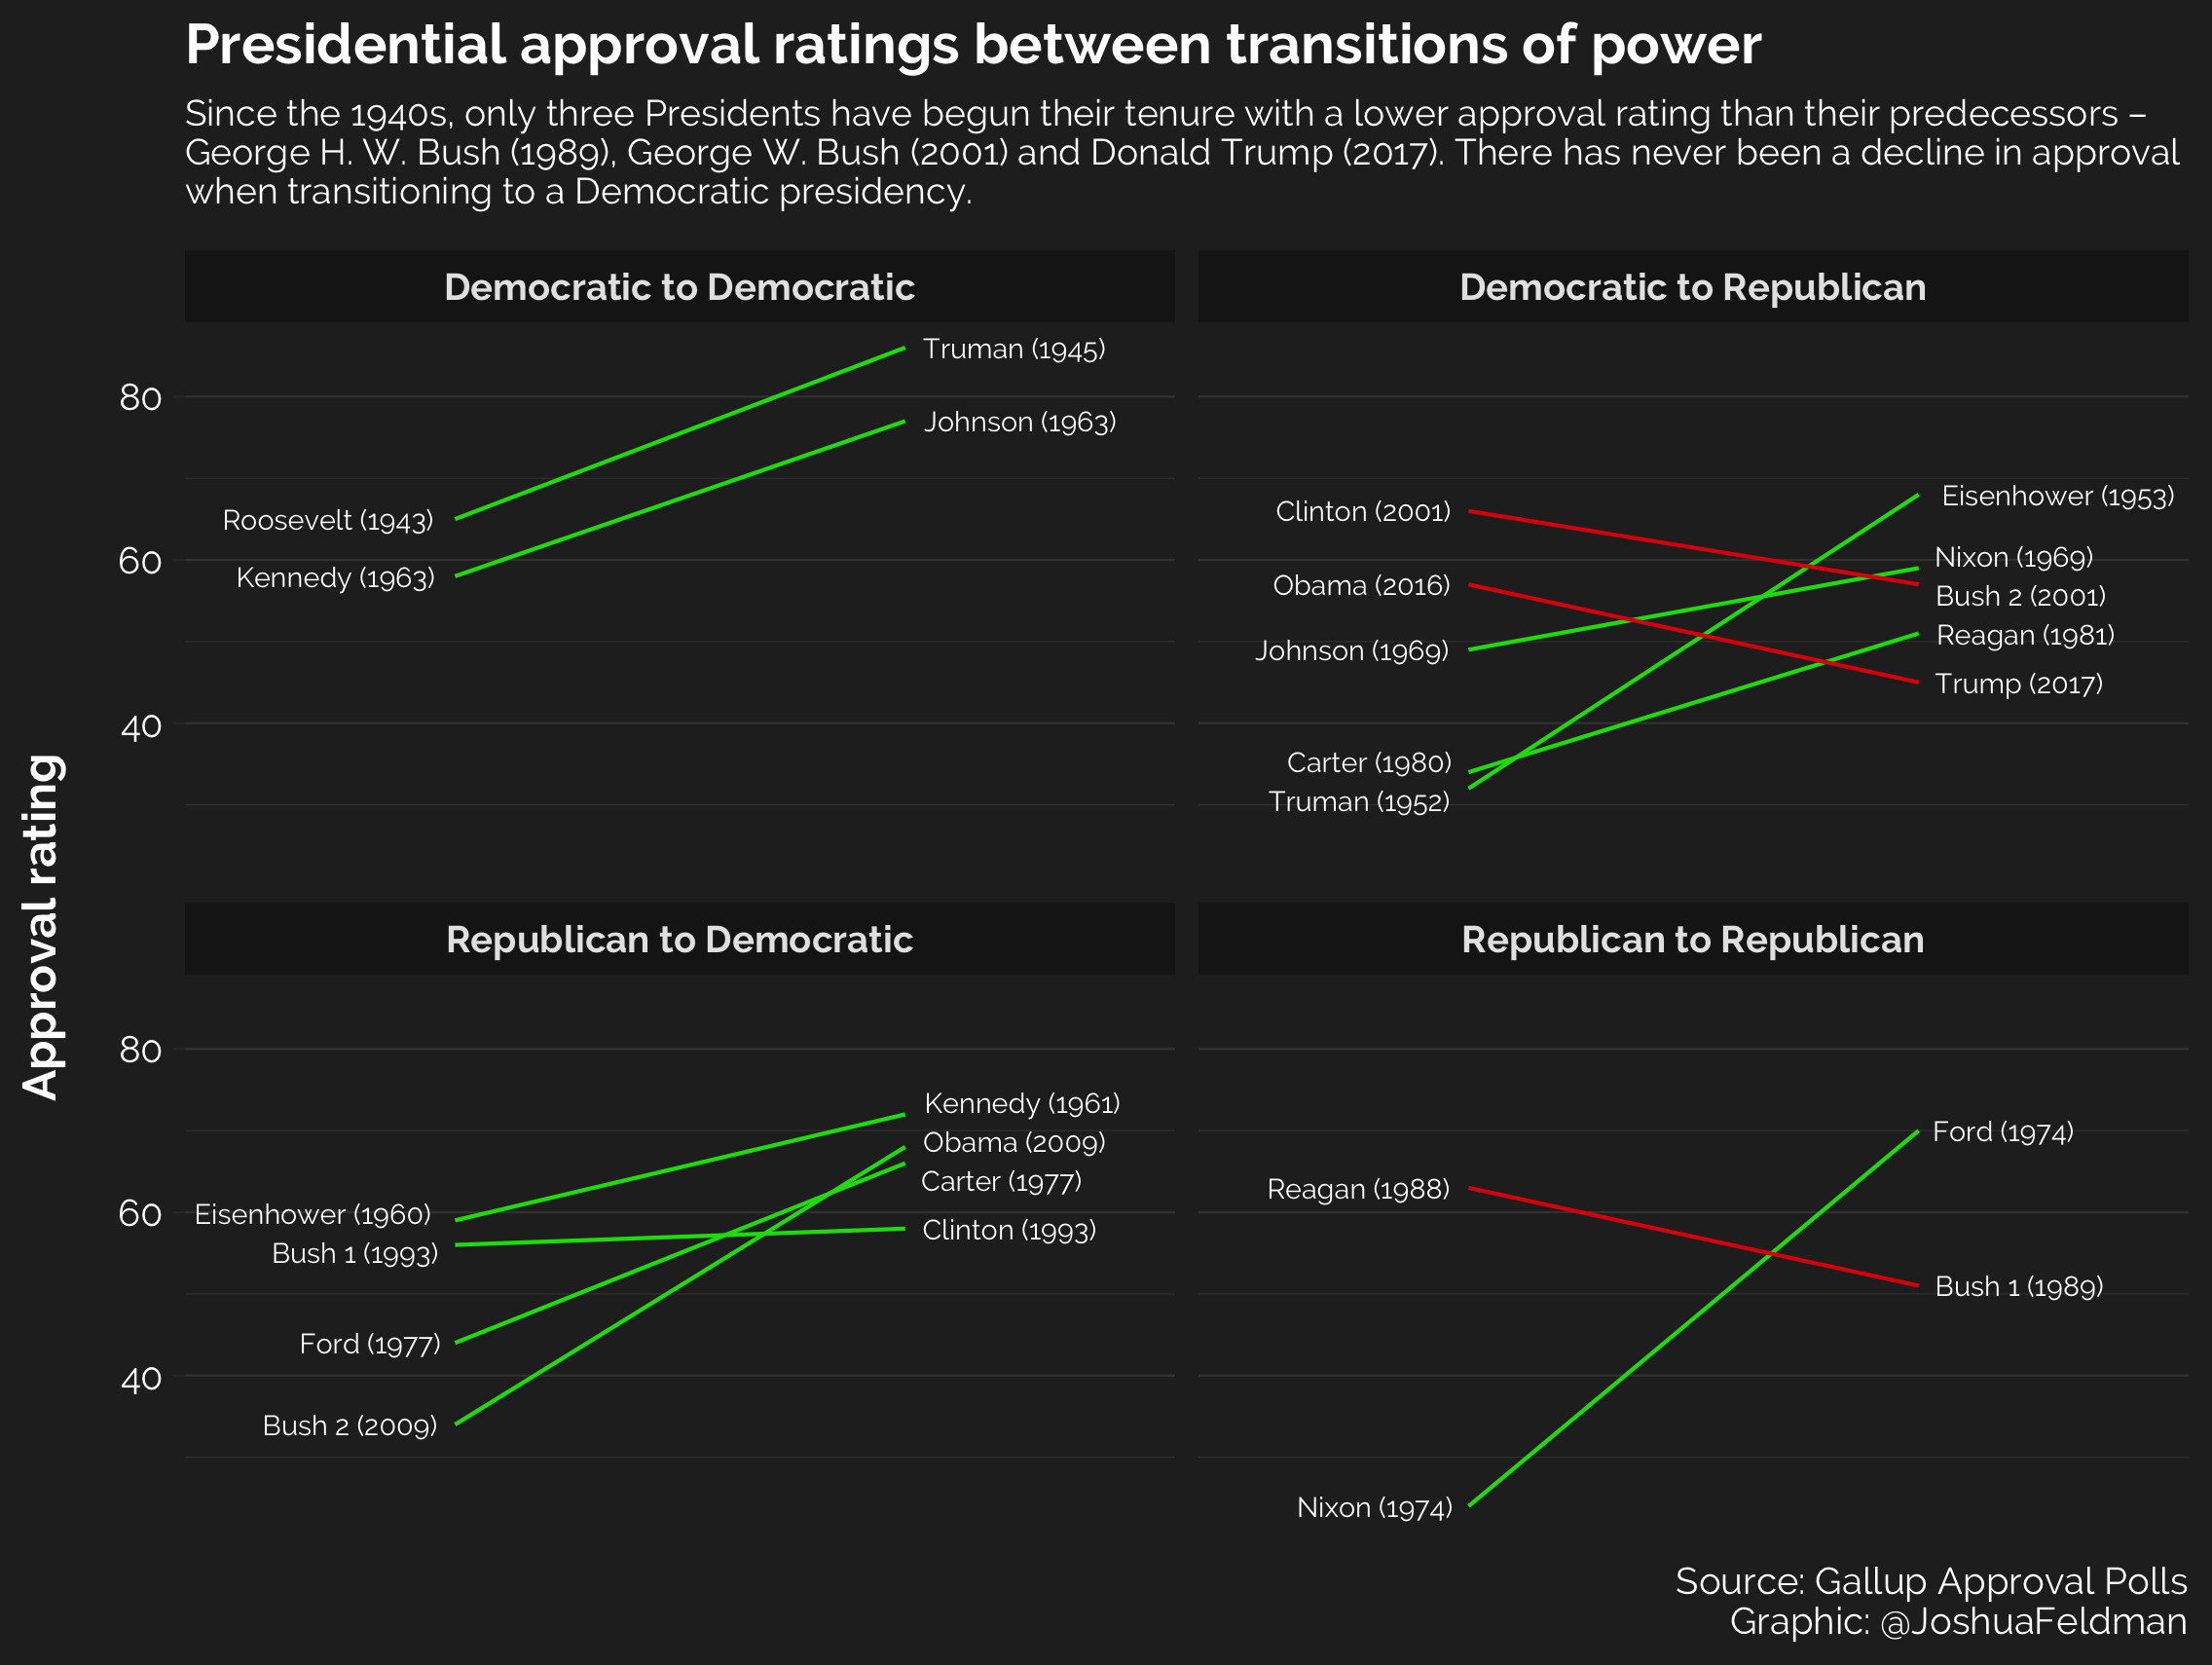 Presidential approval ratings between transitions of power
Since the 1940s, only three Presidents have begun their tenure with a lower approval rating than their predecessors –
George H. W. Bush (1989), George W. Bush (2001) and Donald Trump (2017). There has never been a decline in approval
when transitioning to a Democratic presidency.
Approval rating
Democratic to Democratic
80
60
40
Truman (1945)
Johnson (1963)
Roosevelt (1943)
Kennedy (1963)
Democratic to Republican
Clinton (2001)
Obama (2016)
Johnson (1969)
Carter (1980)
Truman (1952)
Eisenhower (1953)
Nixon (1969)
Bush 2 (2001)
Reagan (1981)
Trump (2017)
Republican to Democratic
80
60
40
Kennedy (1961)
Obama (2009)
Carter (1977)
Clinton (1993)
Eisenhower (1960)
Bush 1 (1993)
Ford (1977)
Bush 2 (2009)
Republican to Republican
Ford (1974)
Reagan (1988)
Bush 1 (1989)
Nixon (1974)
Source: Gallup Approval Polls
Graphic: @JoshuaFeldman